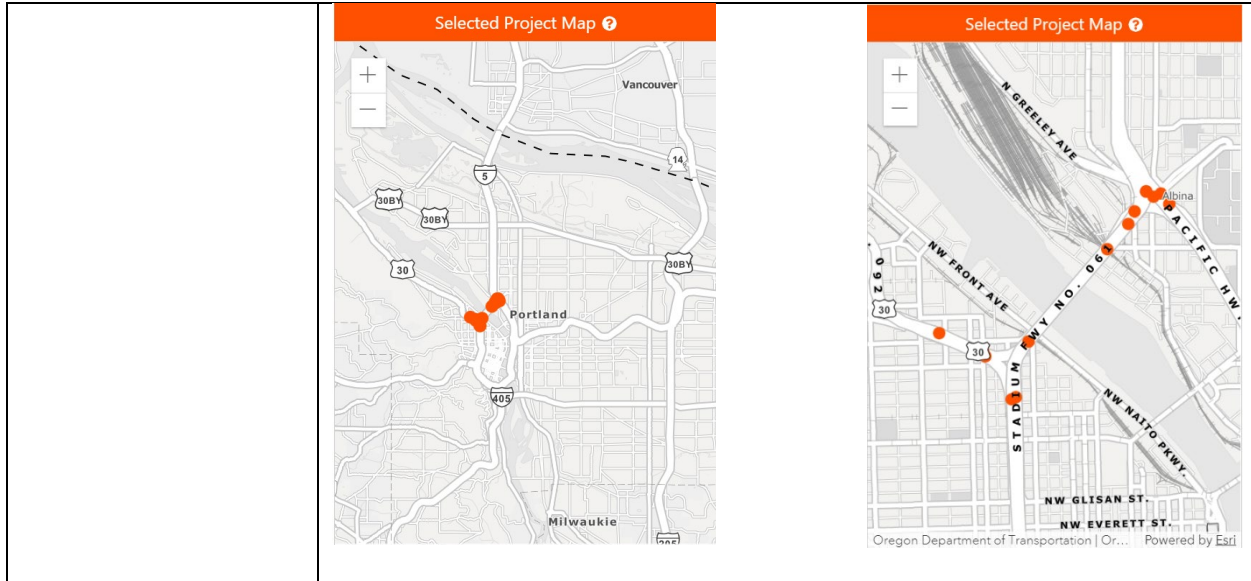 Selected Project Map ?
+
−
Vancouver
14
5
30BY
30BY
30BY
30
Portland
405
Milwaukie
205
Selected Project Map ?
+
−
N GREELEY AVE
Albina
PACIFIC HWY
NW FRONT AVE
092
30
30
STADIUM FWY NO. 061
NW NAITO PKWY.
NW GLISAN ST.
NW EVERETT ST.
Oregon Department of Transportation | Or... Powered by Esri